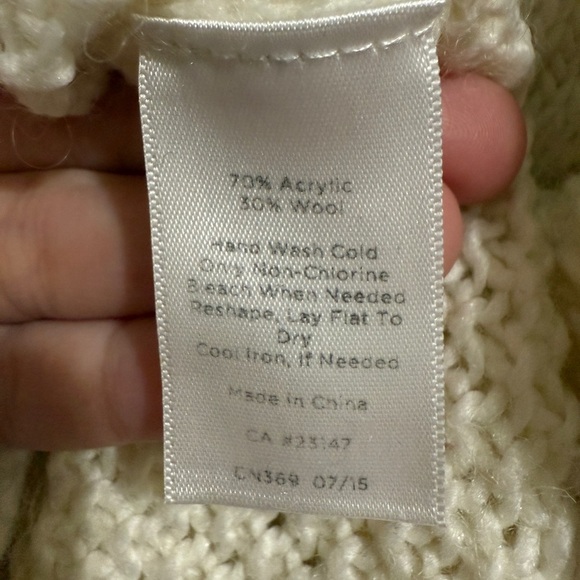 70% Acrylic
30% Wool
Hand Wash Cold
Only Non-Chlorine
Bleach When Needed
Reshape, Lay Flat To
Dry
Cool Iron, If Needed
Made in China
CA #23147
CN369 07/15